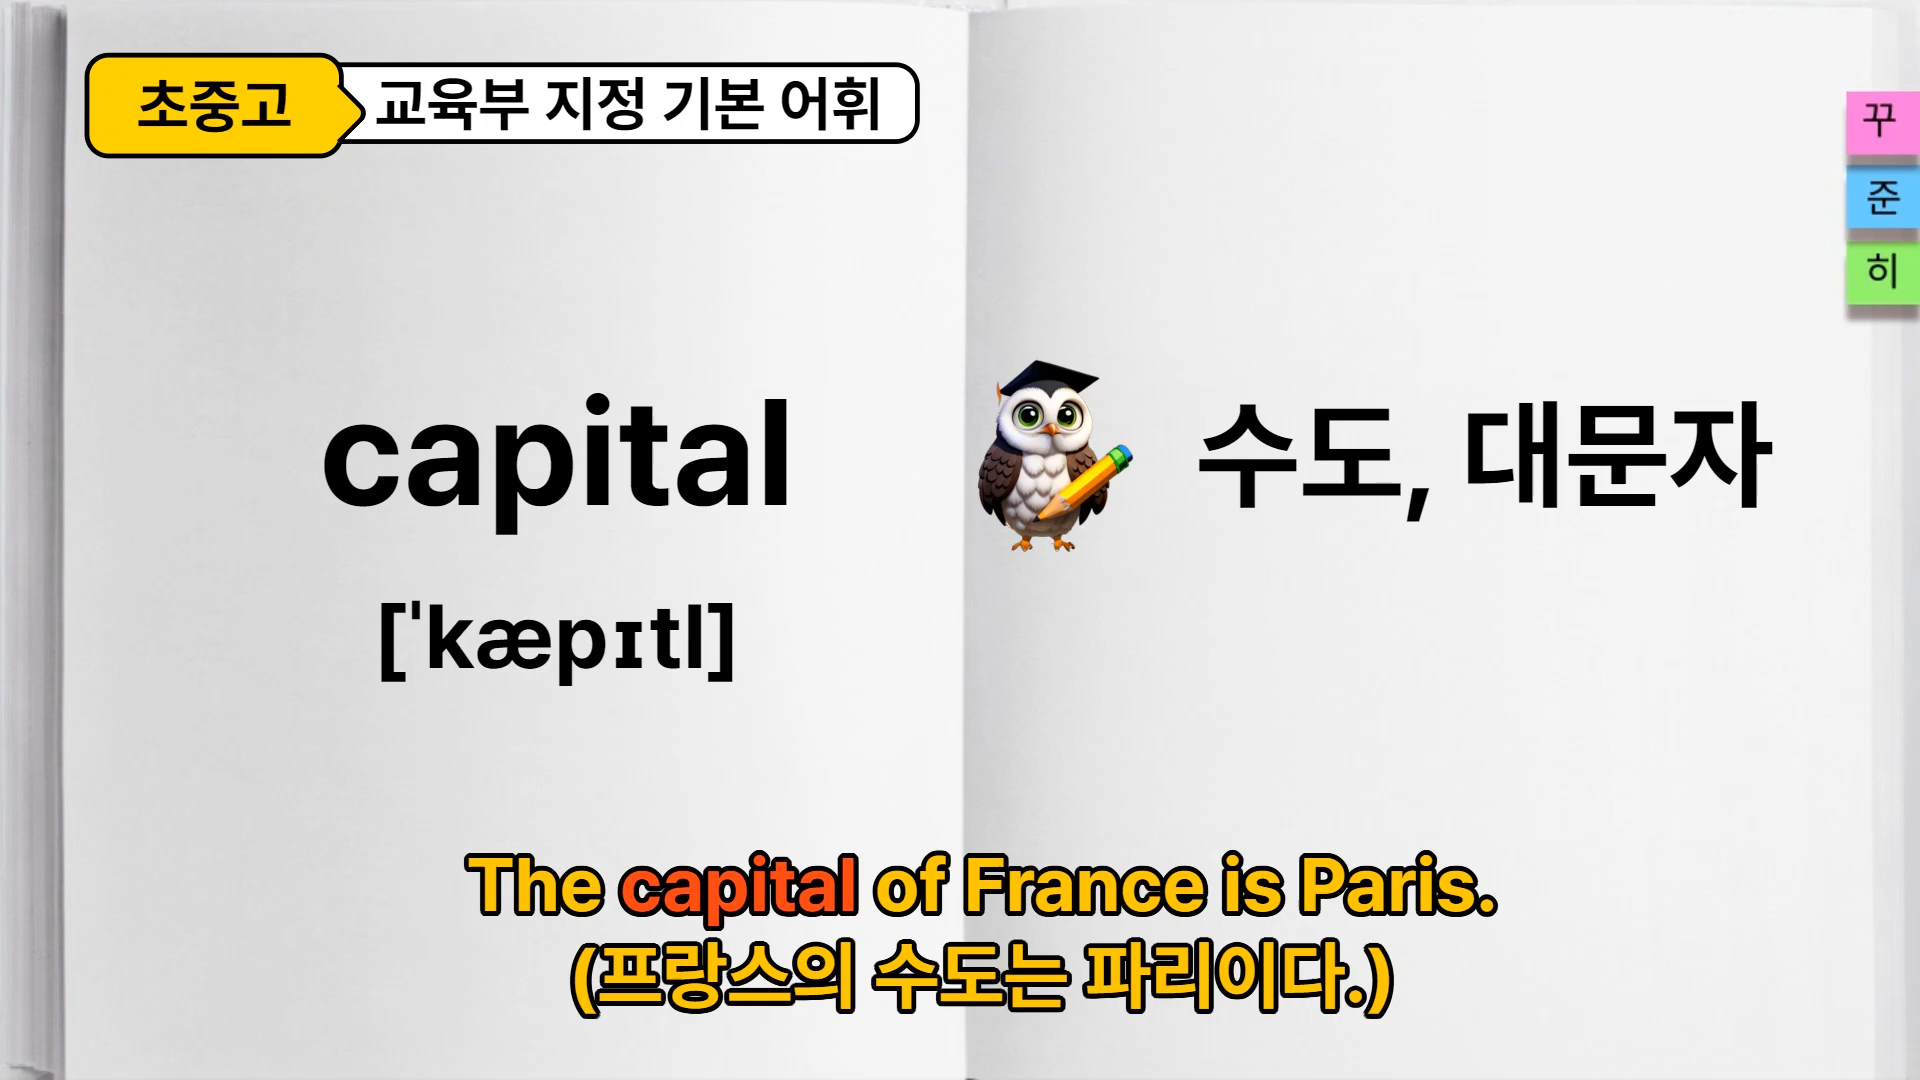 초중고
교육부 지정 기본 어휘
꾸
준
히
capital
수도, 대문자
[ˈkæpɪtl]
The capital of France is Paris.
(프랑스의 수도는 파리이다.)